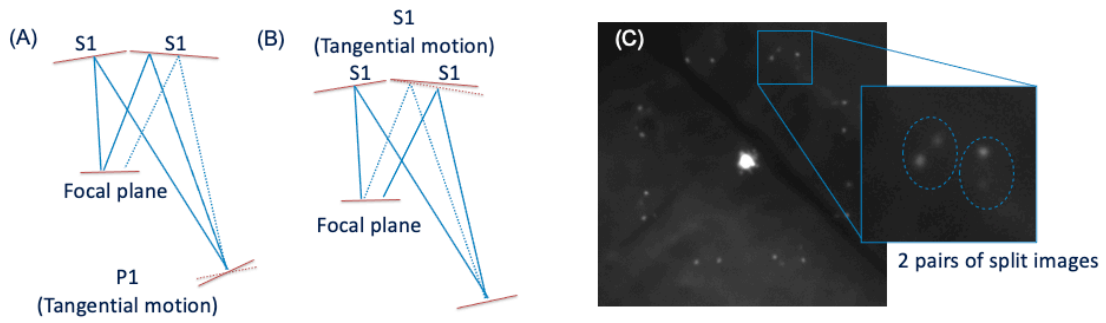 (A)
S1
S1
Focal plane
P1
(Tangential motion)
(B)
S1
(Tangential motion)
S1
S1
Focal plane
(C)
2 pairs of split images